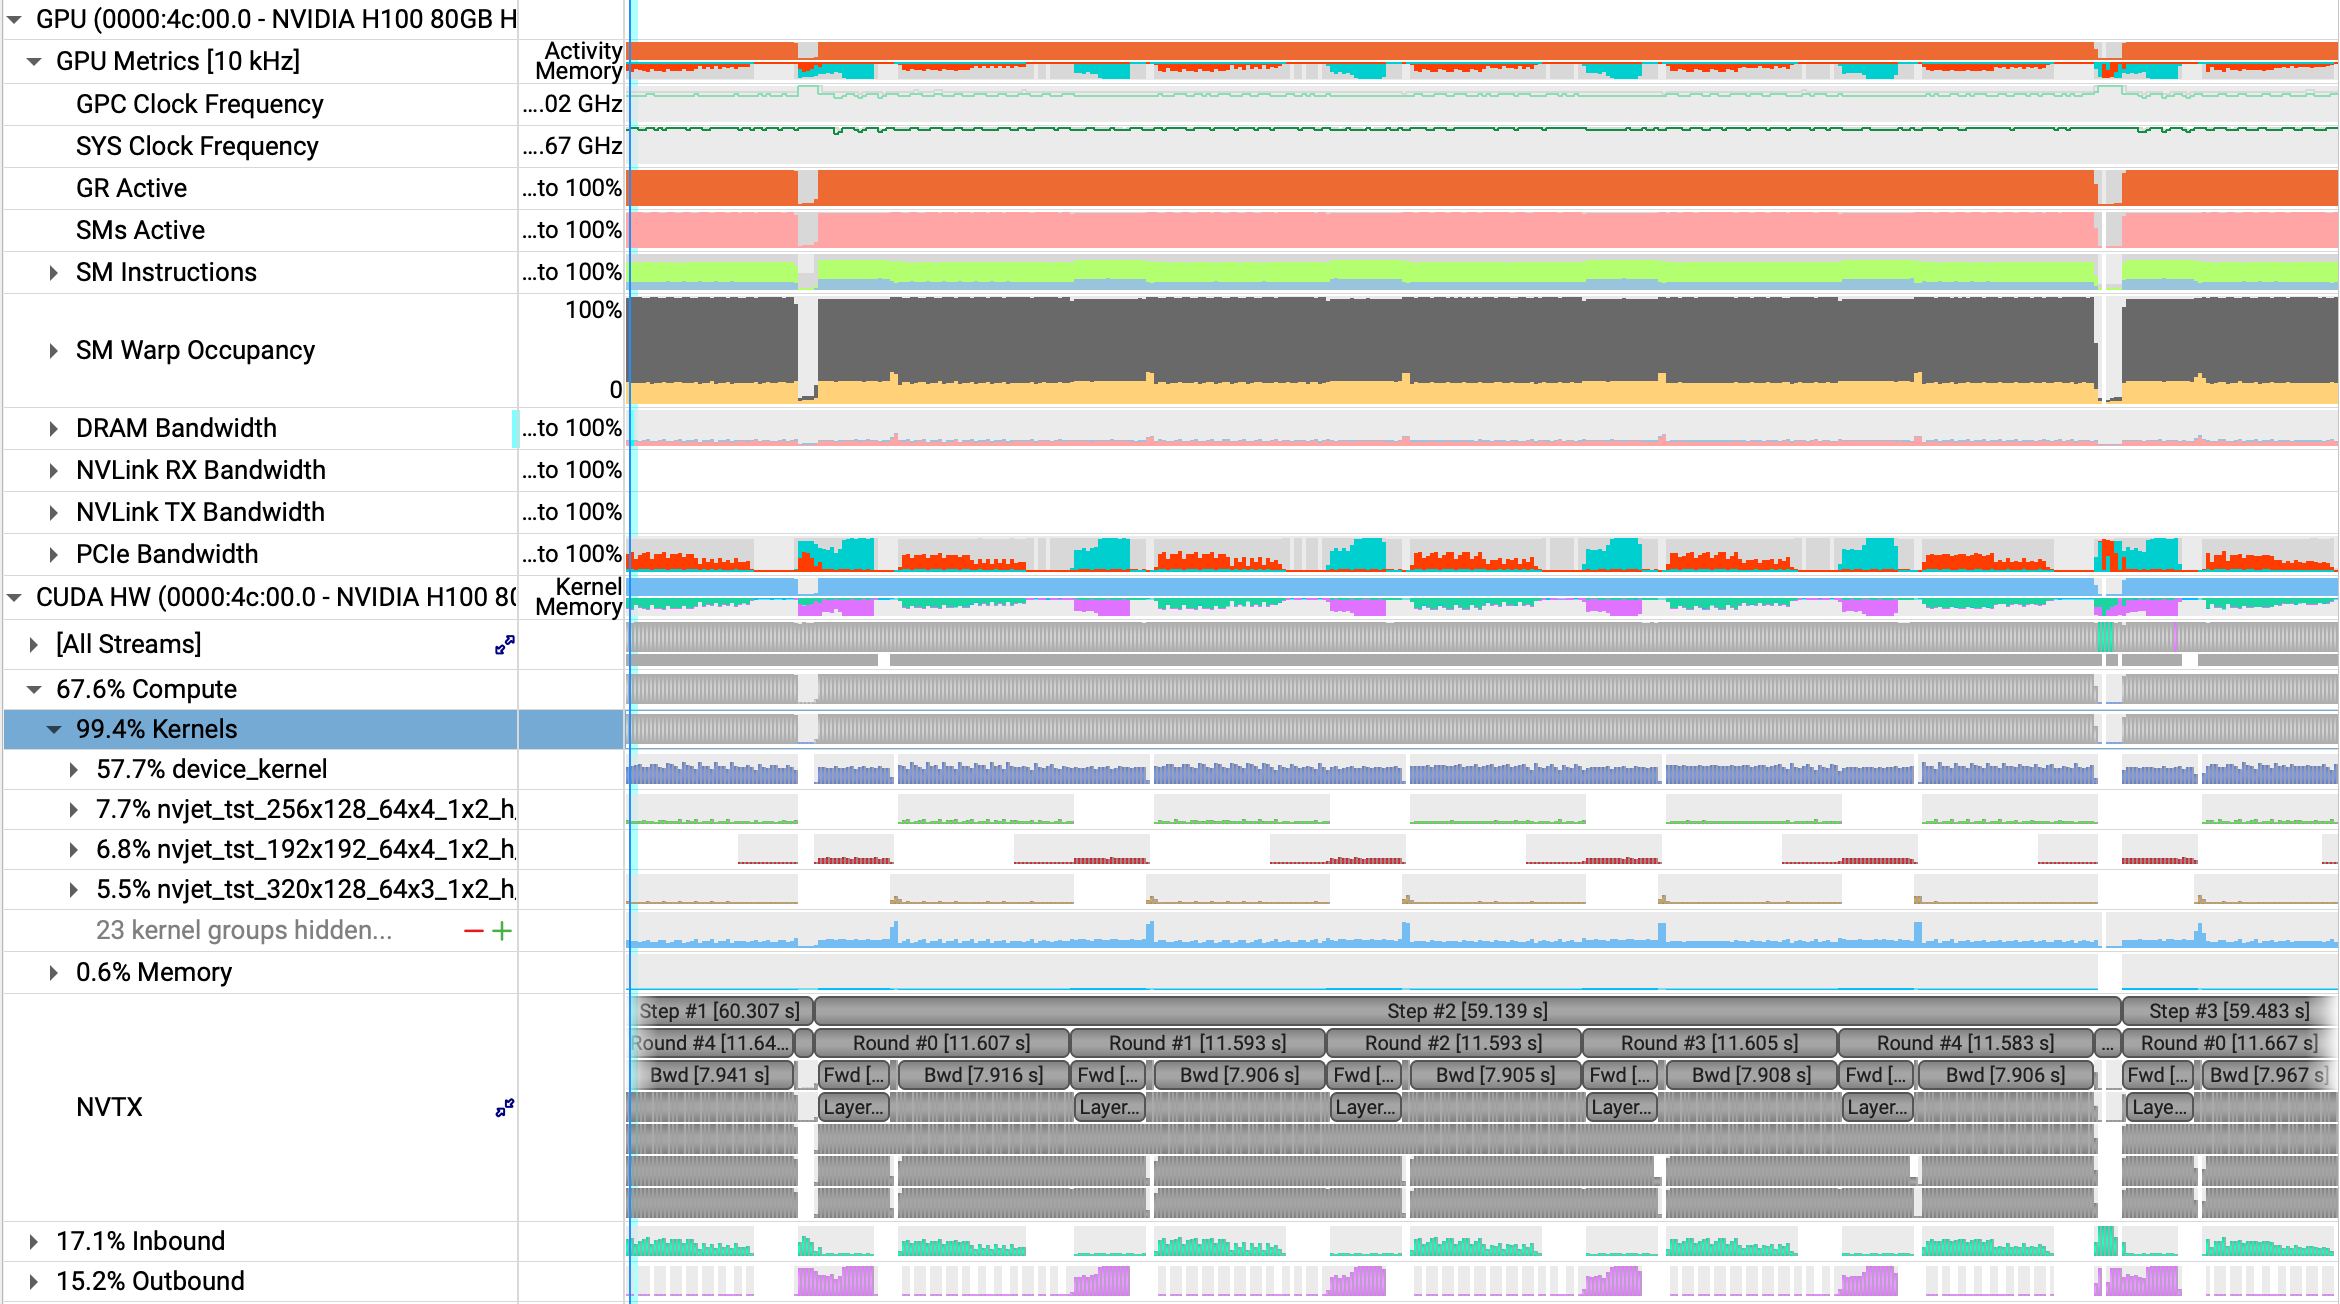 GPU (0000:4c:00.0 - NVIDIA H100 80GB H
GPU Metrics [10 kHz]
Activity
Memory
GPC Clock Frequency
....02 GHz
SYS Clock Frequency
....67 GHz
GR Active
...to 100%
SMs Active
...to 100%
SM Instructions
...to 100%
SM Warp Occupancy
100%
0
DRAM Bandwidth
...to 100%
NVLink RX Bandwidth
...to 100%
NVLink TX Bandwidth
...to 100%
PCIe Bandwidth
...to 100%
CUDA HW (0000:4c:00.0 - NVIDIA H100 80
Kernel
Memory
[All Streams]
67.6% Compute
99.4% Kernels
57.7% device_kernel
7.7% nvjet_tst_256x128_64x4_1x2_h
6.8% nvjet_tst_192x192_64x4_1x2_h
5.5% nvjet_tst_320x128_64x3_1x2_h
23 kernel groups hidden...
0.6% Memory
NVTX
Step #1 [60.307 s] Step #2 [59.139 s] Step #3 [59.483 s]
Round #4 [11.64... Round #0 [11.607 s] Round #1 [11.593 s] Round #2 [11.593 s] Round #3 [11.605 s] Round #4 [11.583 s] ... Round #0 [11.667 s]
Bwd [7.941 s] Fwd [... Bwd [7.916 s] Fwd [... Bwd [7.906 s] Fwd [... Bwd [7.905 s] Fwd [... Bwd [7.908 s] Fwd [... Bwd [7.906 s] Fwd [... Bwd [7.967 s]
Layer... Layer... Layer... Layer... Layer... Laye...
17.1% Inbound
15.2% Outbound